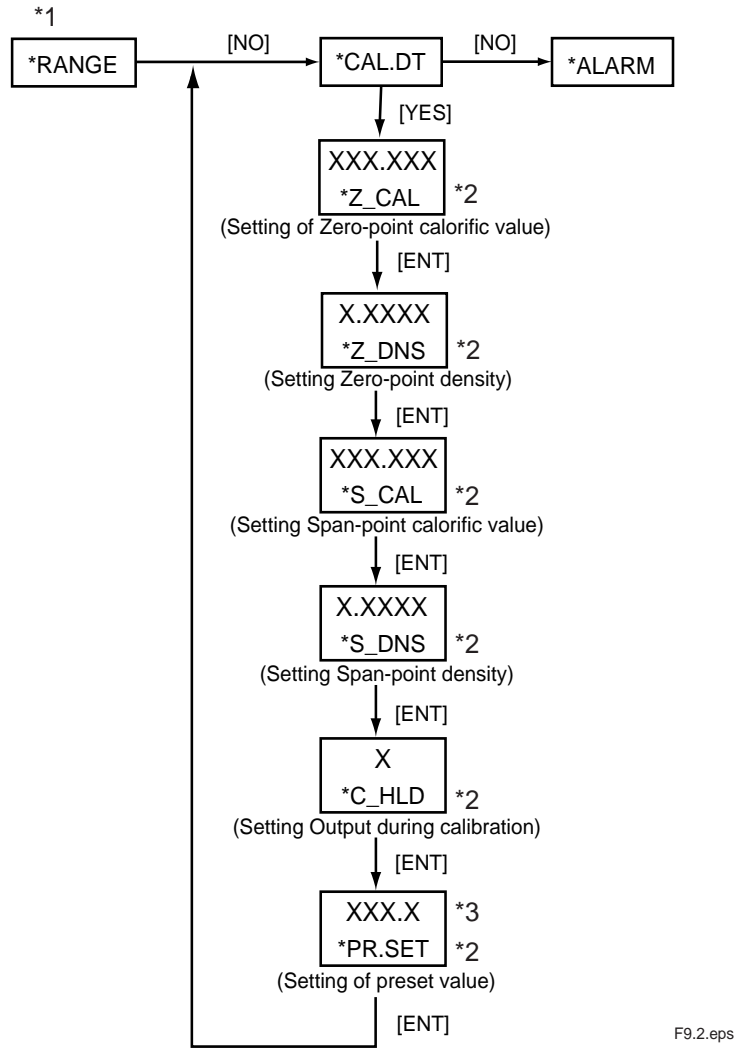 *1
*RANGE
[NO]
*CAL.DT
[NO]
*ALARM
[YES]
XXX.XXX
*Z_CAL
*2
(Setting of Zero-point calorific value)
[ENT]
X.XXXX
*Z_DNS
*2
(Setting Zero-point density)
[ENT]
XXX.XXX
*S_CAL
*2
(Setting Span-point calorific value)
[ENT]
X.XXXX
*S_DNS
*2
(Setting Span-point density)
[ENT]
X
*C_HLD
*2
(Setting Output during calibration)
[ENT]
XXX.X
*3
*PR.SET
*2
(Setting of preset value)
[ENT]
F9.2.eps